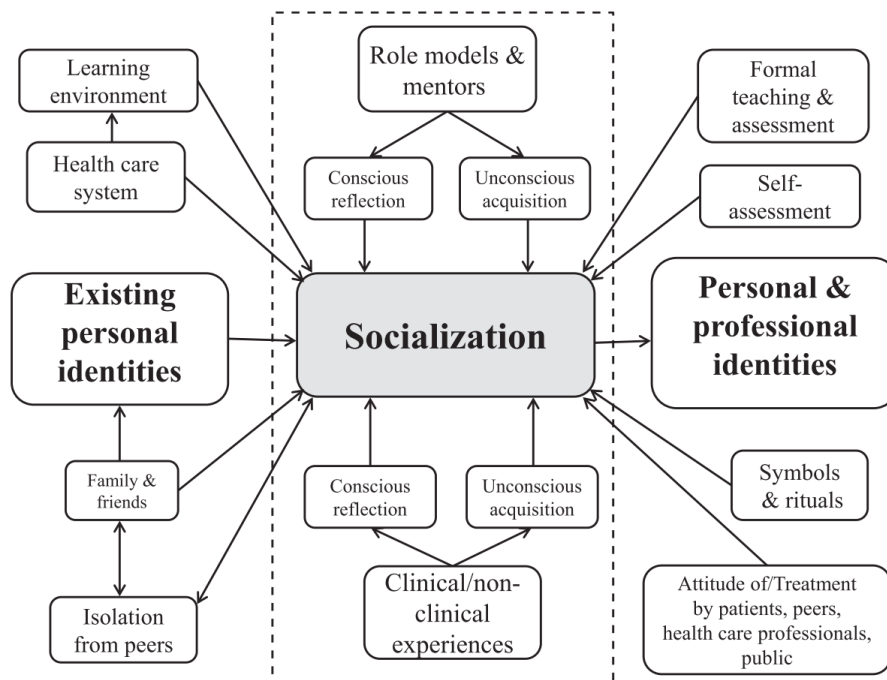 Learning
environment
Health care
system
Existing
personal
identities
Family &
friends
Isolation
from peers
Role models &
mentors
Conscious
reflection
Unconscious
acquisition
Socialization
Conscious
reflection
Unconscious
acquisition
Clinical/non-
clinical
experiences
Formal
teaching &
assessment
Self-
assessment
Personal &
professional
identities
Symbols
& rituals
Attitude of/Treatment
by patients, peers,
health care professionals,
public